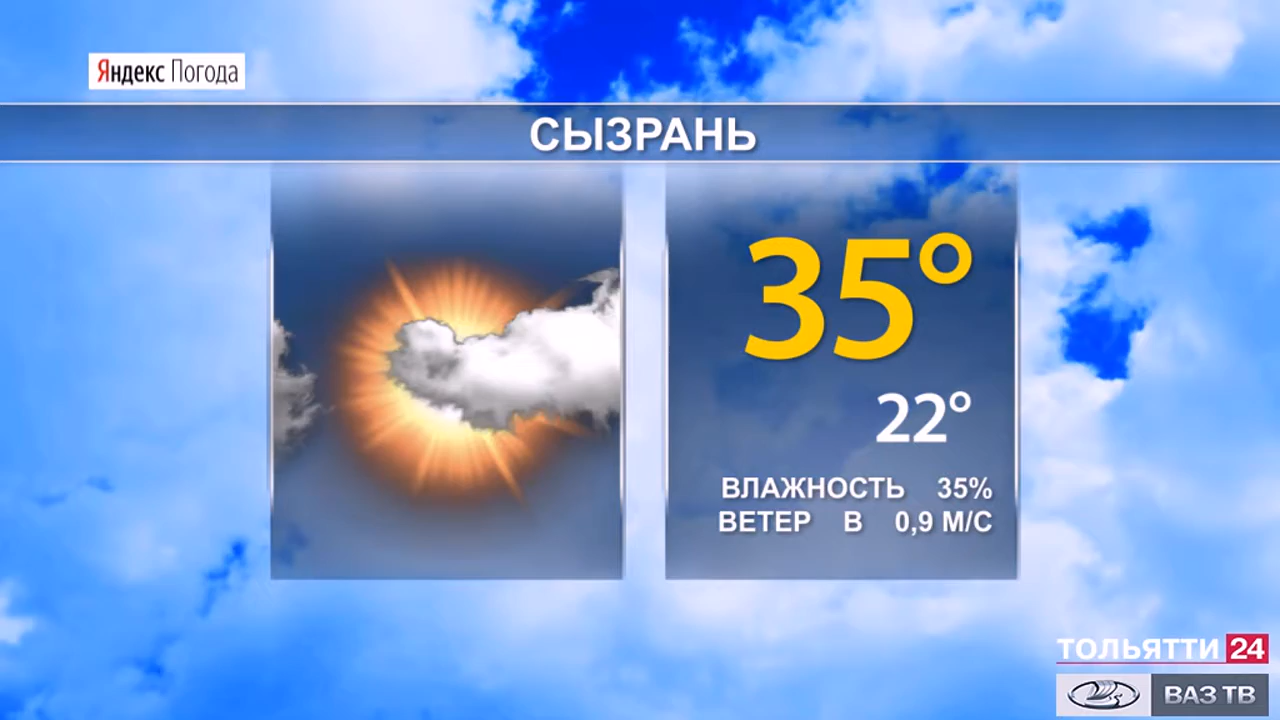 Яндекс Погода
СЫЗРАНЬ
35°
22°
ВЛАЖНОСТЬ 35%
ВЕТЕР В 0,9 М/С
ТОЛЬЯТТИ 24
ВАЗ ТВ